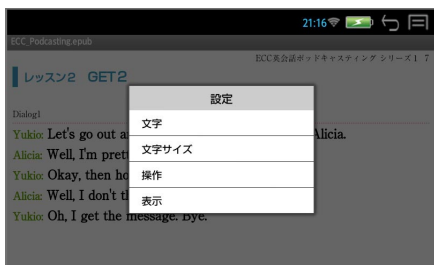 21:16
ECC_Podcasting.epub
ECC英会話ポッドキャスティング シリーズ1 7
レッスン2 GET2
設定
Dialog1
文字
Yukio: Let's go out a Alicia.
文字サイズ
Alicia: Well, I'm pret
操作
Yukio: Okay, then ho
Alicia: Well, I don't t
表示
Yukio: Oh, I get the message. Bye.